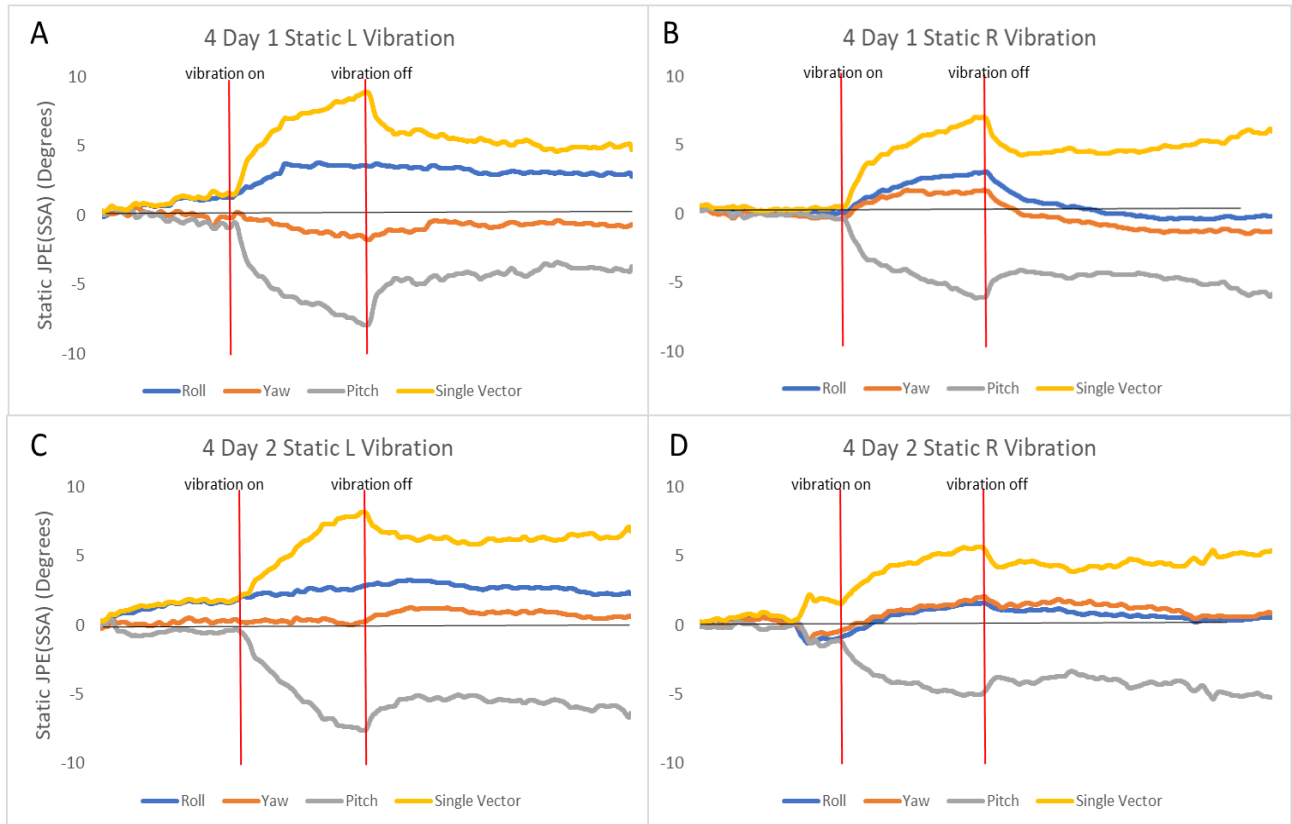 A
4 Day 1 Static L Vibration
vibration on
vibration off
Static JPE(SSA) (Degrees)
10
5
0
-5
-10
Roll Yaw Pitch Single Vector
B
4 Day 1 Static R Vibration
vibration on
vibration off
10
5
0
-5
-10
Roll Yaw Pitch Single Vector
C
4 Day 2 Static L Vibration
vibration on
vibration off
Static JPE(SSA) (Degrees)
10
5
0
-5
-10
Roll Yaw Pitch Single Vector
D
4 Day 2 Static R Vibration
vibration on
vibration off
10
5
0
-5
-10
Roll Yaw Pitch Single Vector